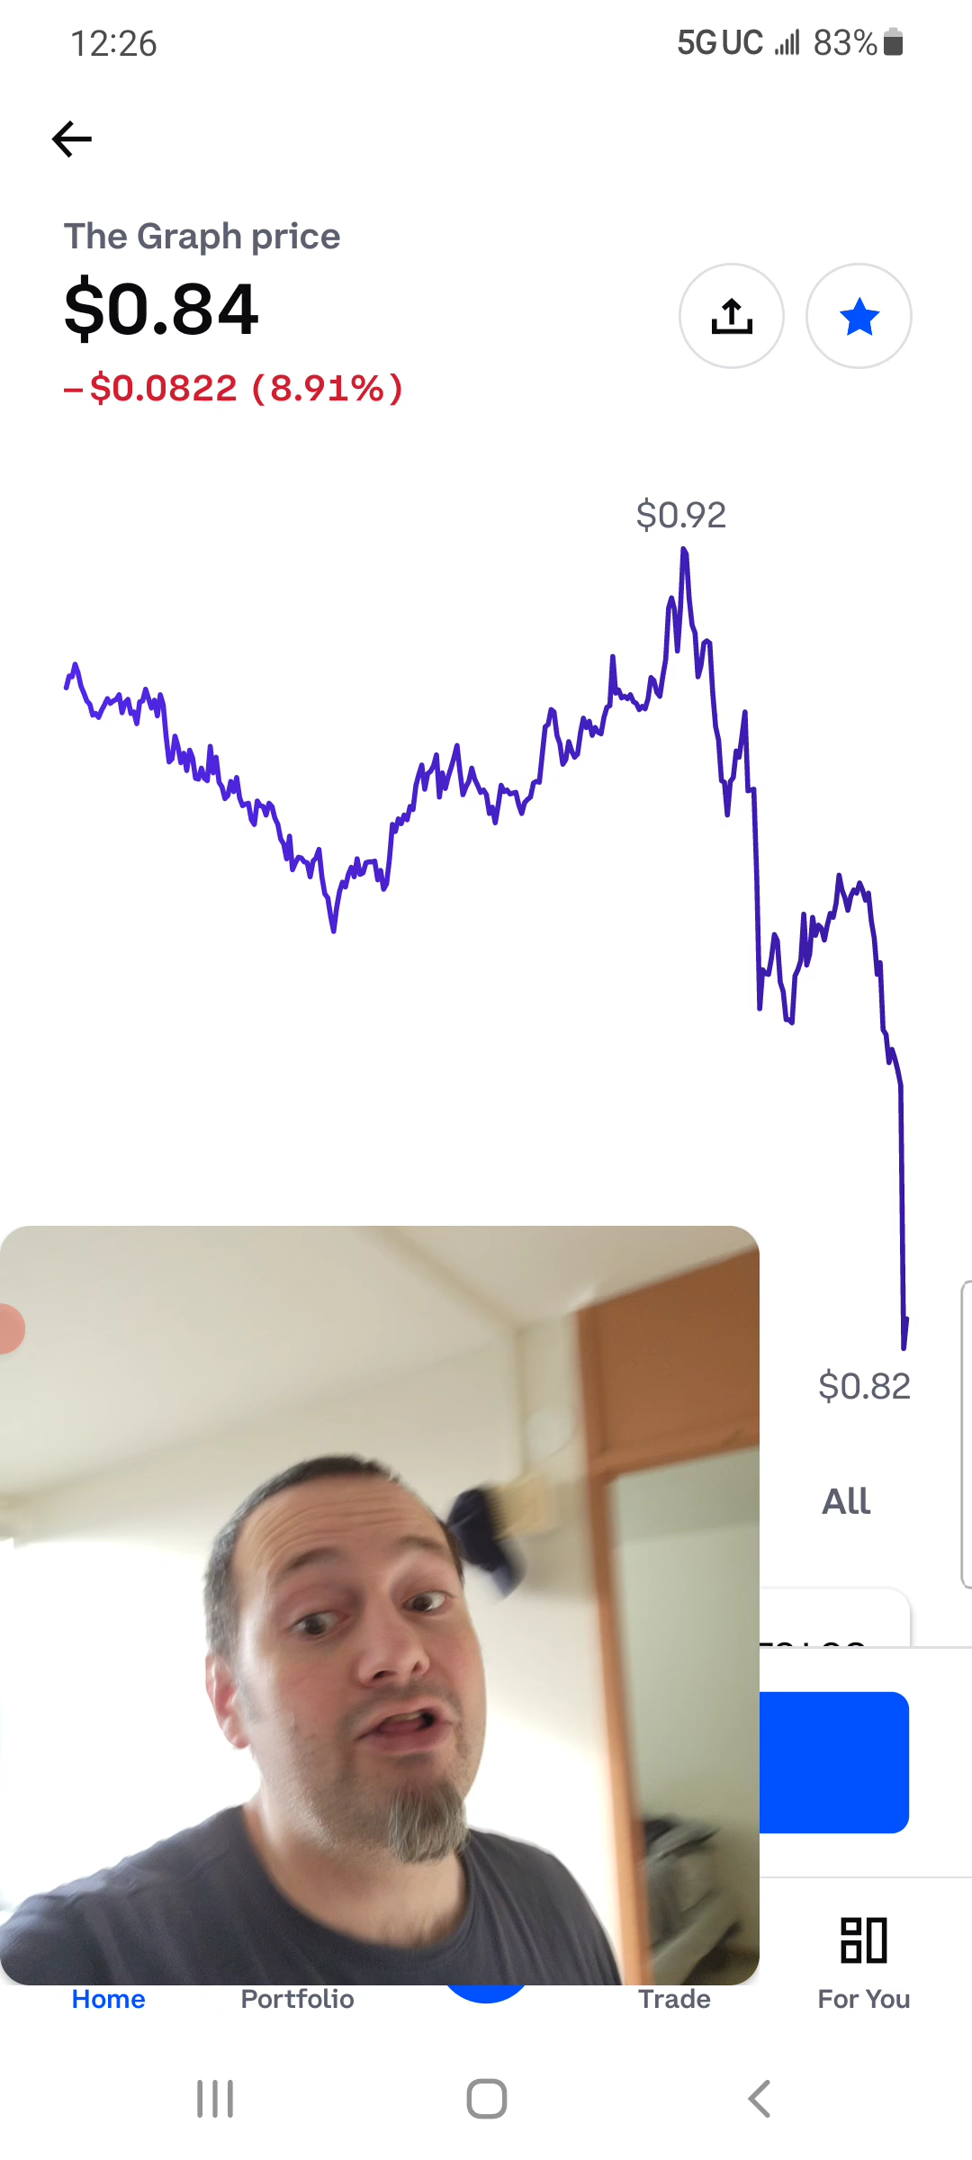 12:26
5G UC 83%
The Graph price
$0.84
–$0.0822 (8.91%)
$0.92
$0.82
All
Home
Portfolio
Trade
For You